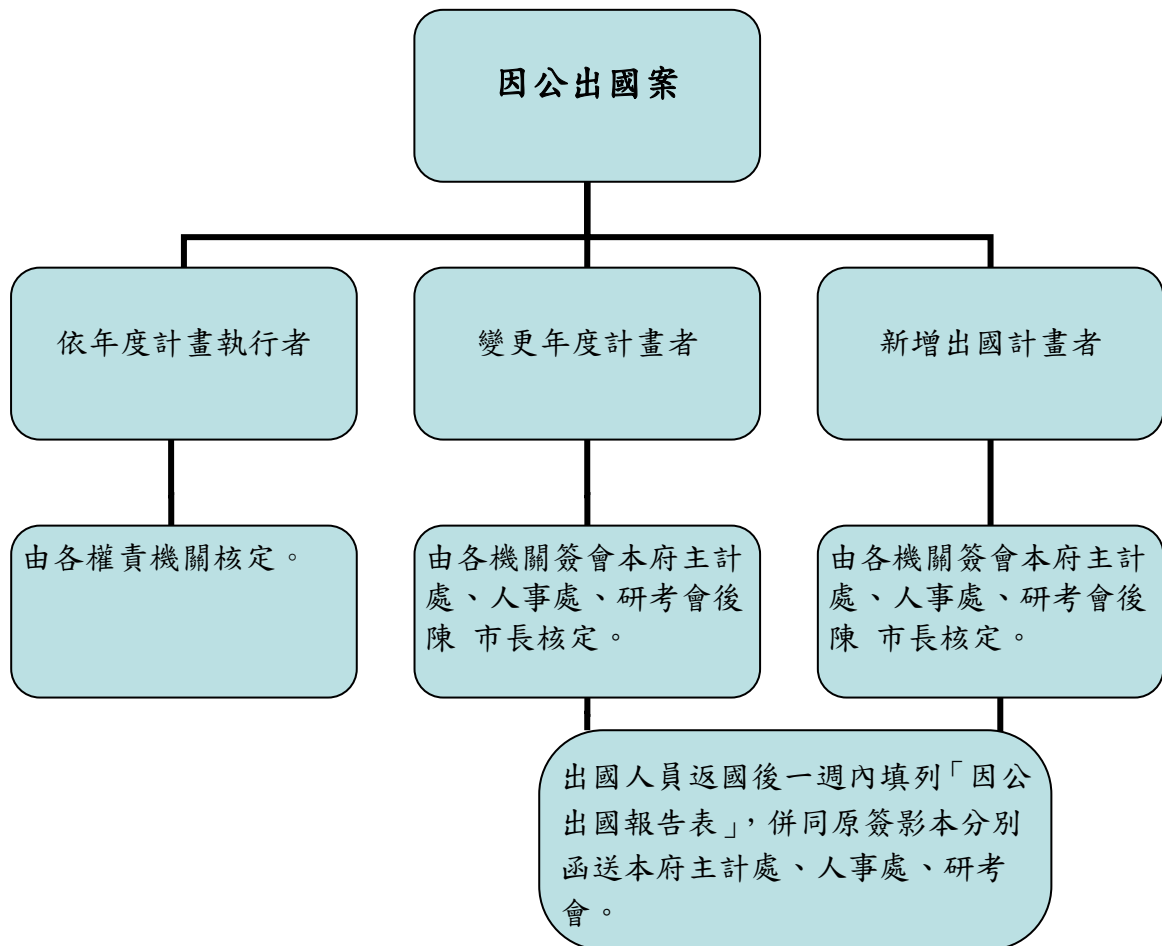 因公出國案
依年度計畫執行者
變更年度計畫者
新增出國計畫者
由各權責機關核定。
由各機關簽會本府主計
處、人事處、研考會後
陳 市長核定。
由各機關簽會本府主計
處、人事處、研考會後
陳 市長核定。
出國人員返國後一週內填列「因公
出國報告表」，併同原簽影本分別
函送本府主計處、人事處、研考
會。